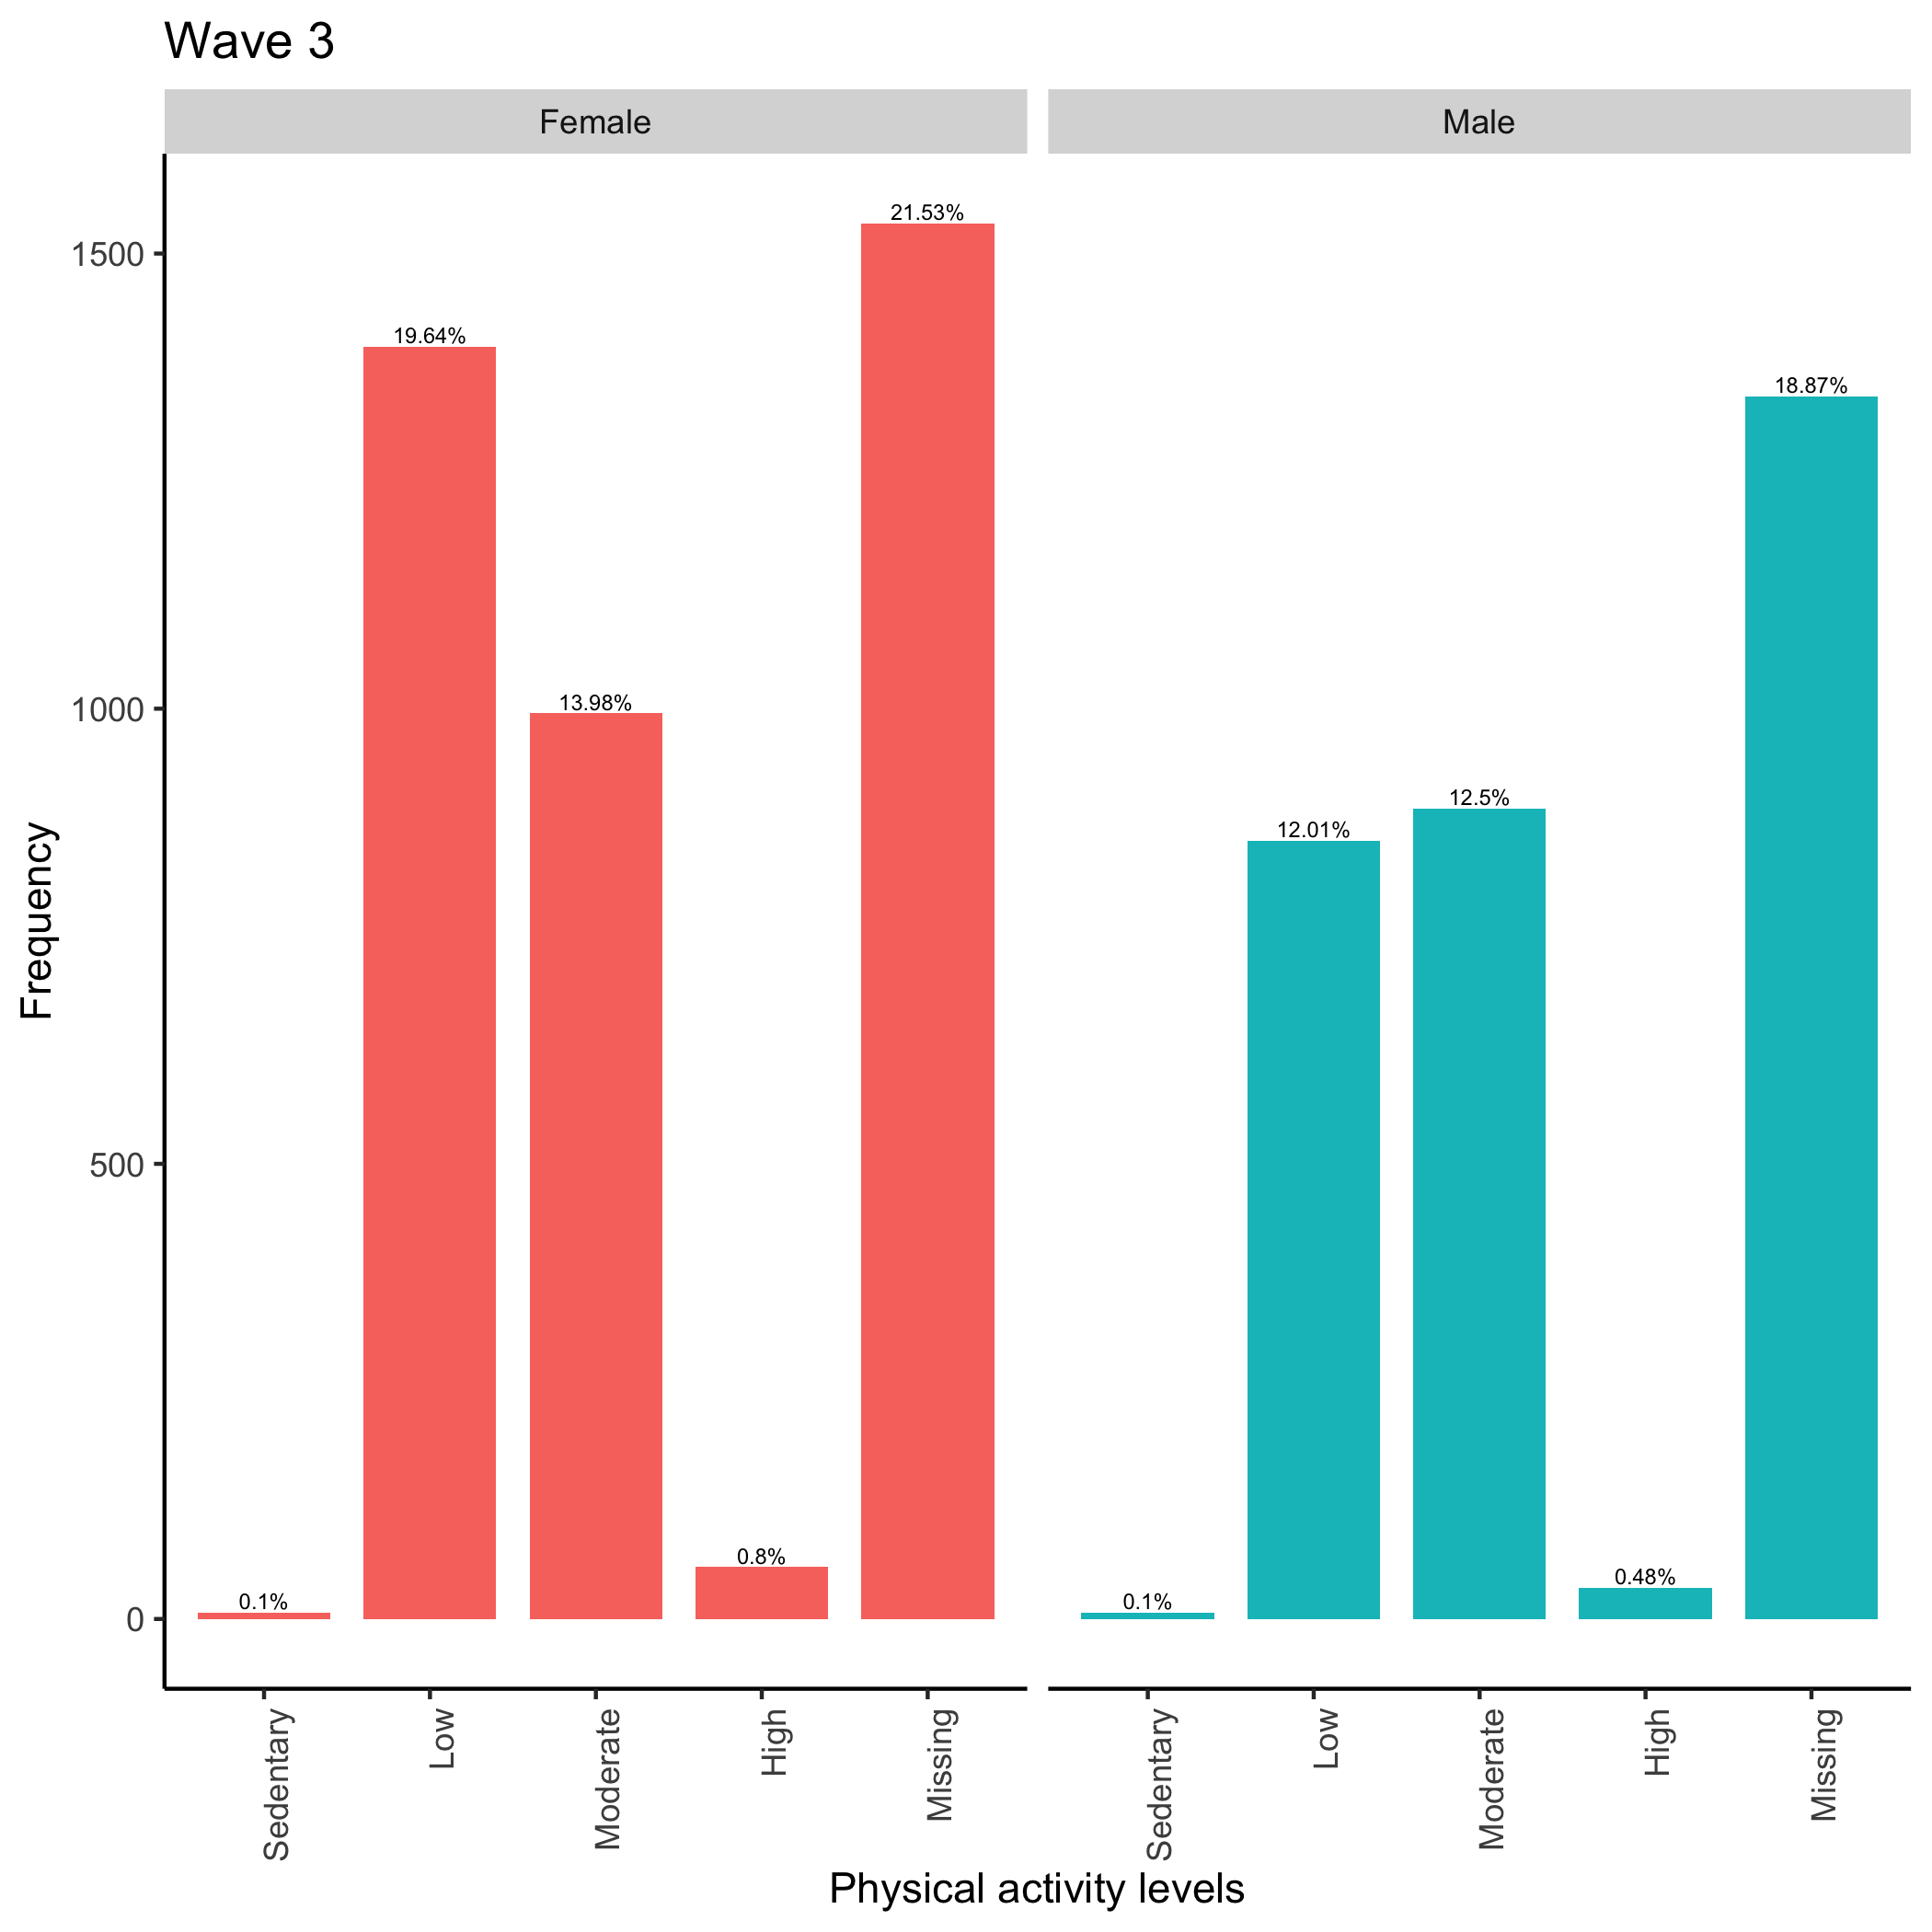 Wave 3
Female
Male
1500
1000
500
0
Frequency
0.1%
19.64%
13.98%
0.8%
21.53%
0.1%
12.01%
12.5%
0.48%
18.87%
Sedentary
Low
Moderate
High
Missing
Sedentary
Low
Moderate
High
Missing
Physical activity levels